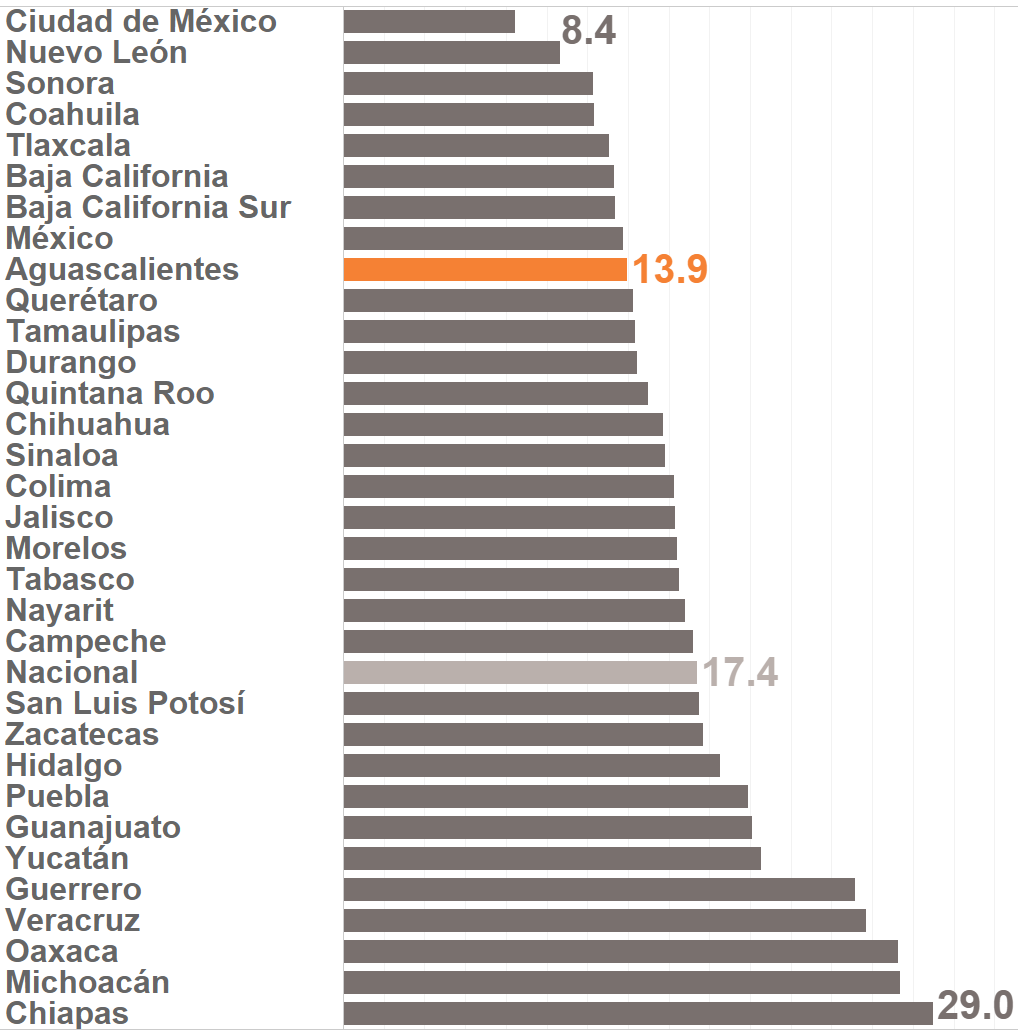 Ciudad de México
8.4
Nuevo León
Sonora
Coahuila
Tlaxcala
Baja California
Baja California Sur
México
Aguascalientes 13.9
Querétaro
Tamaulipas
Durango
Quintana Roo
Chihuahua
Sinaloa
Colima
Jalisco
Morelos
Tabasco
Nayarit
Campeche
Nacional 17.4
San Luis Potosí
Zacatecas
Hidalgo
Puebla
Guanajuato
Yucatán
Guerrero
Veracruz
Oaxaca
Michoacán
Chiapas 29.0